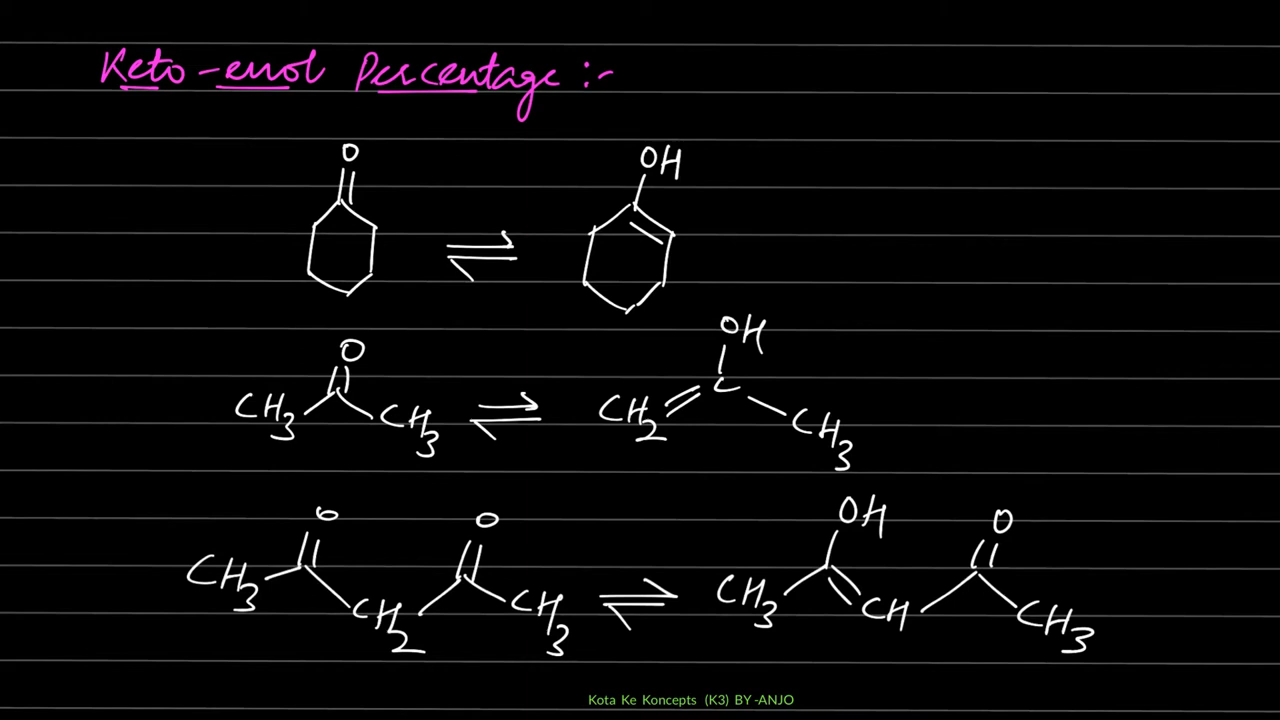 Keto-enol Percentage :-
O
OH
⇌
O
OH
CH3 CH3 ⇌ CH2 C CH3
O O OH O
CH3 CH2 CH3 ⇌ CH3 CH CH3
Kota Ke Koncepts (K3) BY -ANJO